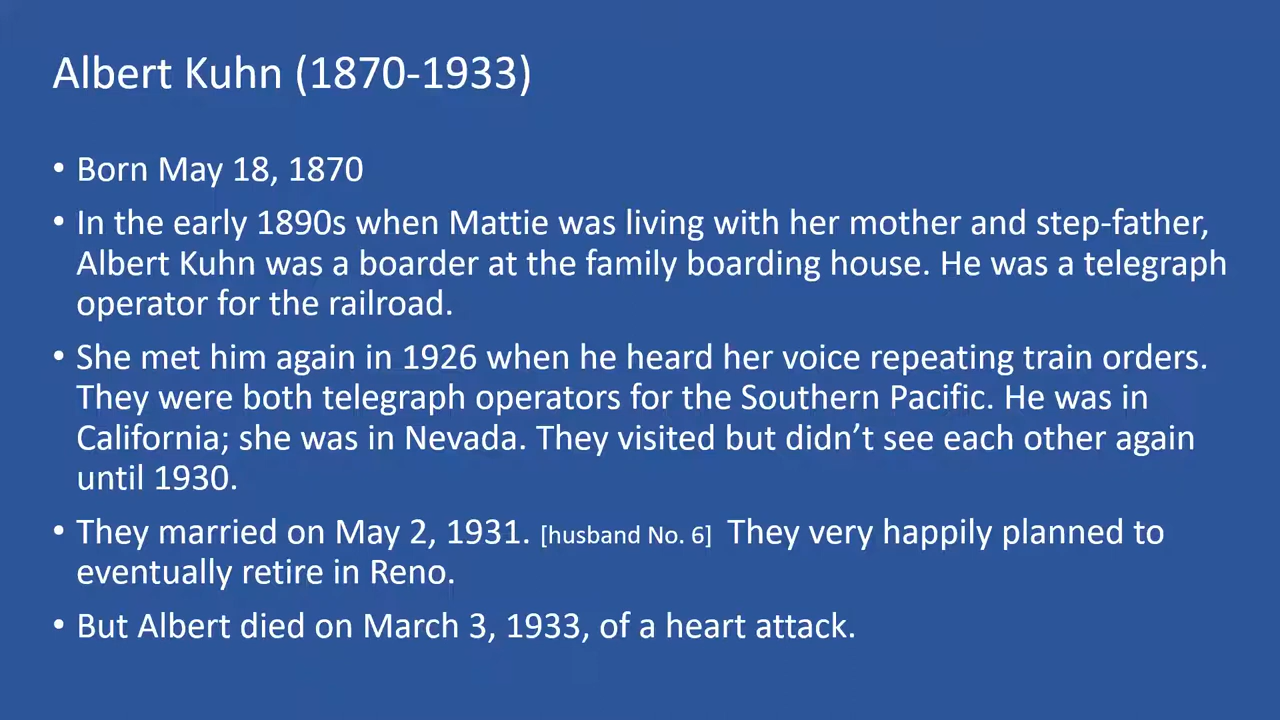 Albert Kuhn (1870-1933)
• Born May 18, 1870
• In the early 1890s when Mattie was living with her mother and step-father,
Albert Kuhn was a boarder at the family boarding house. He was a telegraph
operator for the railroad.
• She met him again in 1926 when he heard her voice repeating train orders.
They were both telegraph operators for the Southern Pacific. He was in
California; she was in Nevada. They visited but didn’t see each other again
until 1930.
• They married on May 2, 1931. [husband No. 6] They very happily planned to
eventually retire in Reno.
• But Albert died on March 3, 1933, of a heart attack.